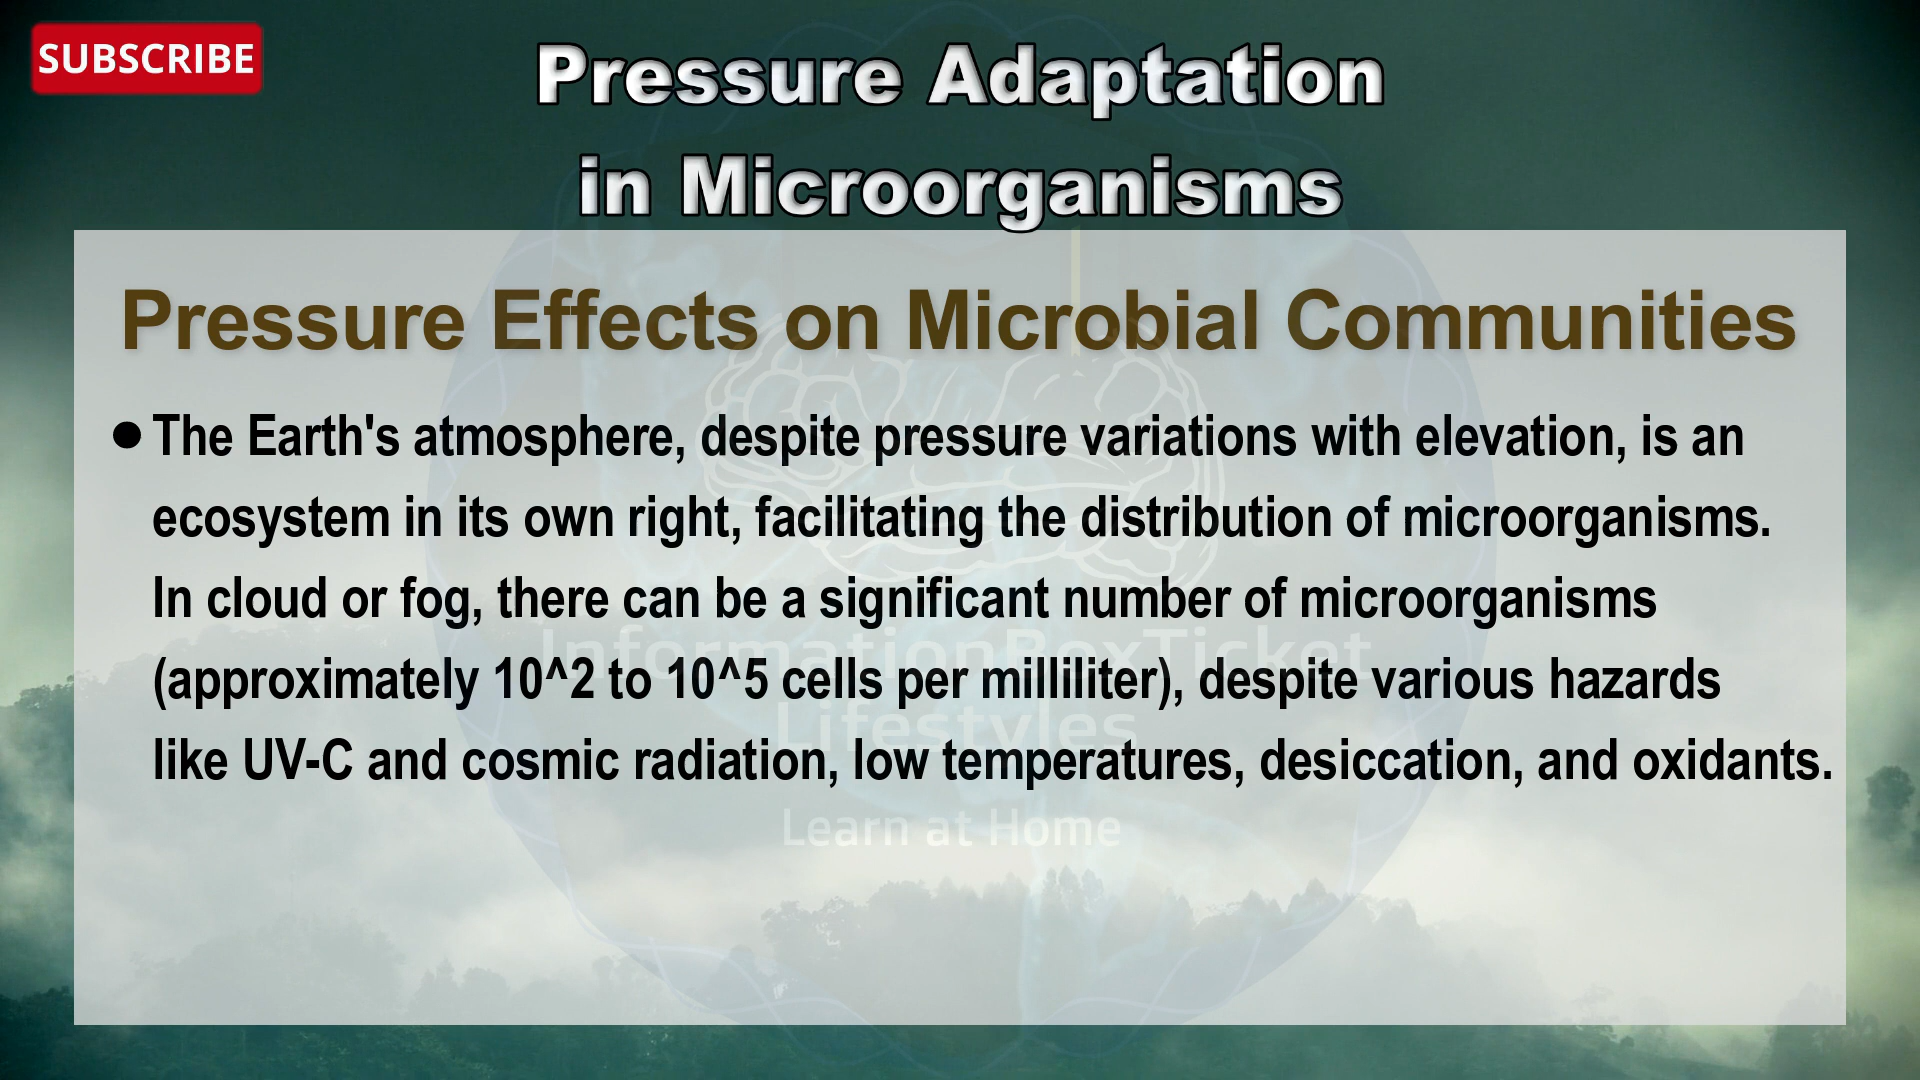 SUBSCRIBE
Pressure Adaptation
in Microorganisms
Pressure Effects on Microbial Communities
● The Earth's atmosphere, despite pressure variations with elevation, is an
ecosystem in its own right, facilitating the distribution of microorganisms.
In cloud or fog, there can be a significant number of microorganisms
(approximately 10^2 to 10^5 cells per milliliter), despite various hazards
like UV-C and cosmic radiation, low temperatures, desiccation, and oxidants.
InformationBoxTicket
Lifestyles
Learn at Home